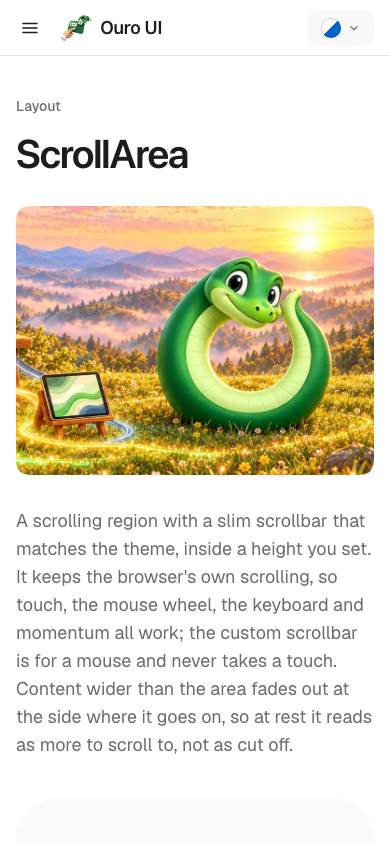 Ouro UI
Layout
ScrollArea
A scrolling region with a slim scrollbar that
matches the theme, inside a height you set.
It keeps the browser's own scrolling, so
touch, the mouse wheel, the keyboard and
momentum all work; the custom scrollbar
is for a mouse and never takes a touch.
Content wider than the area fades out at
the side where it goes on, so at rest it reads
as more to scroll to, not as cut off.